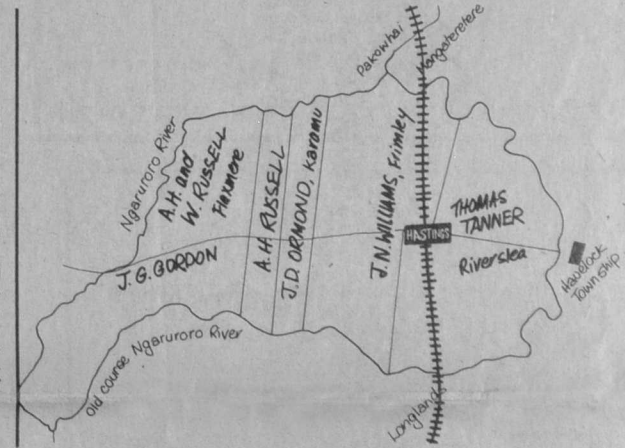 Pakowhai
Mangateretere
Ngaruroro River
A.H. and
W. RUSSELL
Flaxmere
A.H. RUSSELL
J.D. ORMOND, Karamu
J.N. WILLIAMS, Frimley
THOMAS
TANNER
Riverslea
HASTINGS
Havelock
Township
J.G. GORDON
Old course Ngaruroro River
Longlands